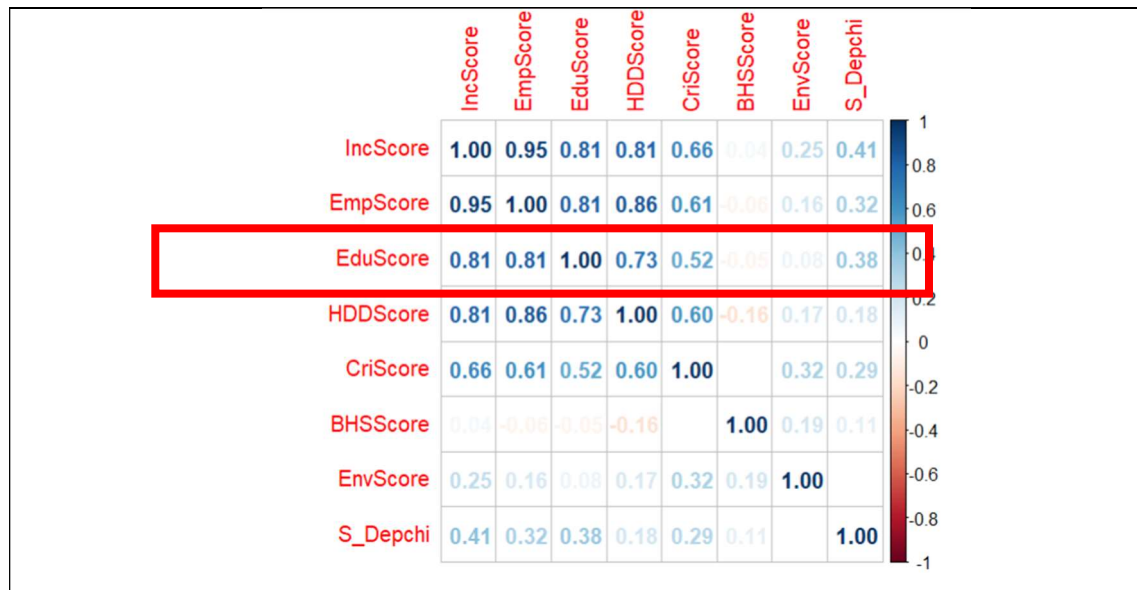 IncScore EmpScore EduScore HDDScore CriScore BHSScore EnvScore S_Depchi
IncScore 1.00 0.95 0.81 0.81 0.66 0.04 0.25 0.41
EmpScore 0.95 1.00 0.81 0.86 0.61 -0.06 0.16 0.32
EduScore 0.81 0.81 1.00 0.73 0.52 -0.05 0.08 0.38
HDDScore 0.81 0.86 0.73 1.00 0.60 -0.16 0.17 0.18
CriScore 0.66 0.61 0.52 0.60 1.00 0.32 0.29
BHSScore 0.04 -0.06 -0.05 -0.16 1.00 0.19 0.11
EnvScore 0.25 0.16 0.08 0.17 0.32 0.19 1.00
S_Depchi 0.41 0.32 0.38 0.18 0.29 0.11 1.00
1
0.8
0.6
0.4
0.2
0
-0.2
-0.4
-0.6
-0.8
-1